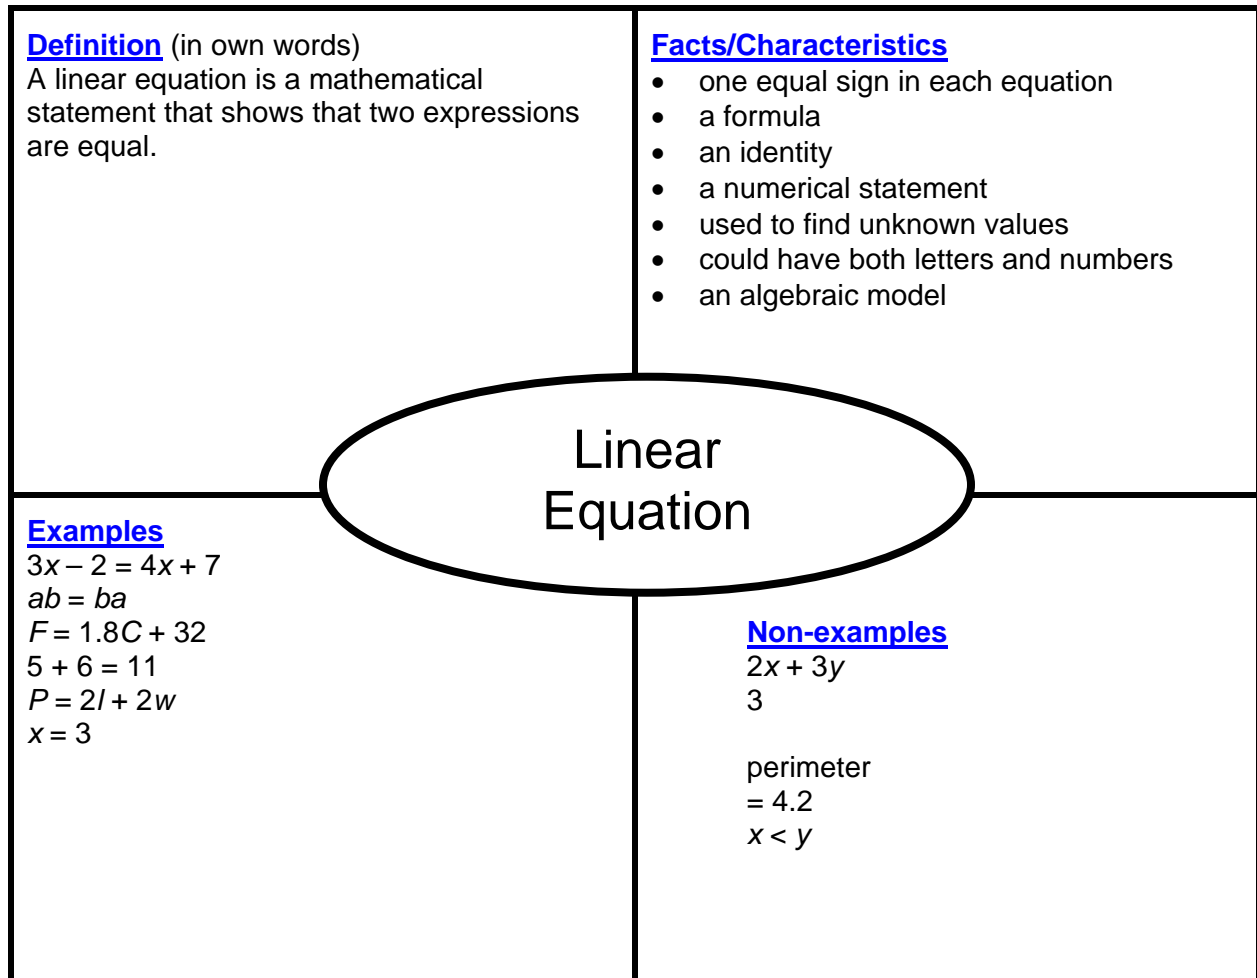 Definition (in own words)
A linear equation is a mathematical
statement that shows that two expressions
are equal.
Facts/Characteristics
• one equal sign in each equation
• a formula
• an identity
• a numerical statement
• used to find unknown values
• could have both letters and numbers
• an algebraic model
Linear
Equation
Examples
3x – 2 = 4x + 7
ab = ba
F = 1.8C + 32
5 + 6 = 11
P = 2l + 2w
x = 3
Non-examples
2x + 3y
3
perimeter
= 4.2
x < y